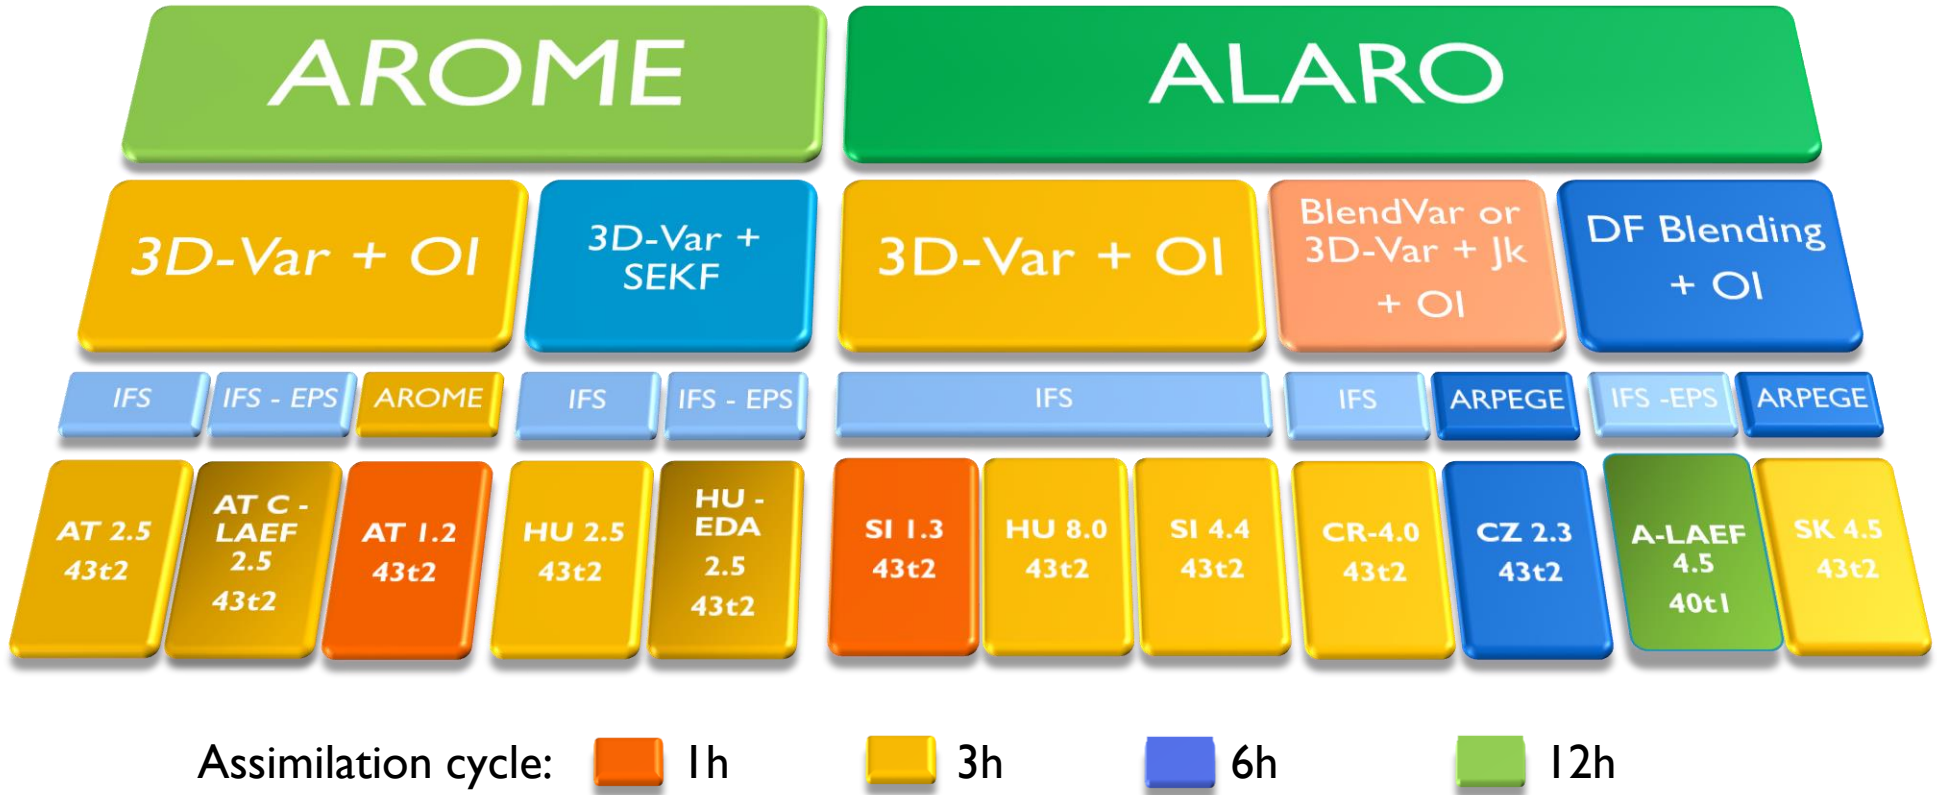 AROME
ALARO
3D-Var + OI
3D-Var +
SEKF
3D-Var + OI
BlendVar or
3D-Var + Jk
+ OI
DF Blending
+ OI
IFS
IFS - EPS
AROME
IFS
IFS - EPS
IFS
IFS
ARPEGE
IFS -EPS
ARPEGE
AT 2.5
43t2
AT C -
LAEF
2.5
43t2
AT 1.2
43t2
HU 2.5
43t2
HU -
EDA
2.5
43t2
SI 1.3
43t2
HU 8.0
43t2
SI 4.4
43t2
CR-4.0
43t2
CZ 2.3
43t2
A-LAEF
4.5
40t1
SK 4.5
43t2
Assimilation cycle: 1h 3h 6h 12h